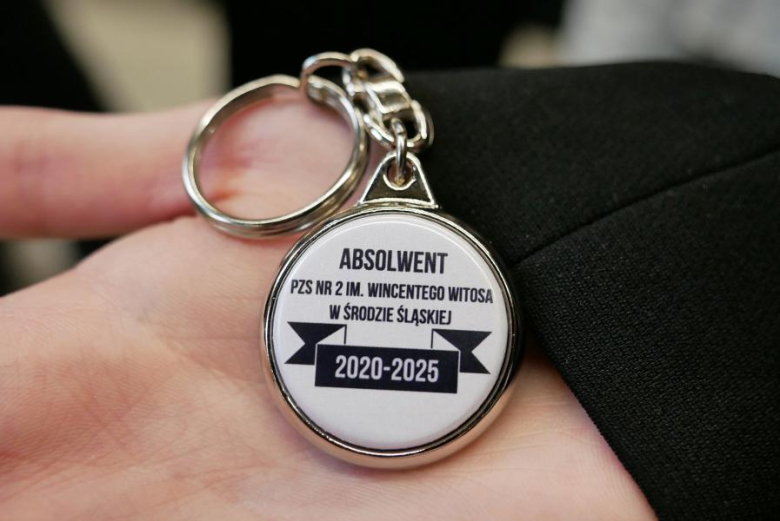 ABSOLWENT
PZS NR 2 IM. WINCENTEGO WITOSA
W ŚRODZIE ŚLĄSKIEJ
2020-2025